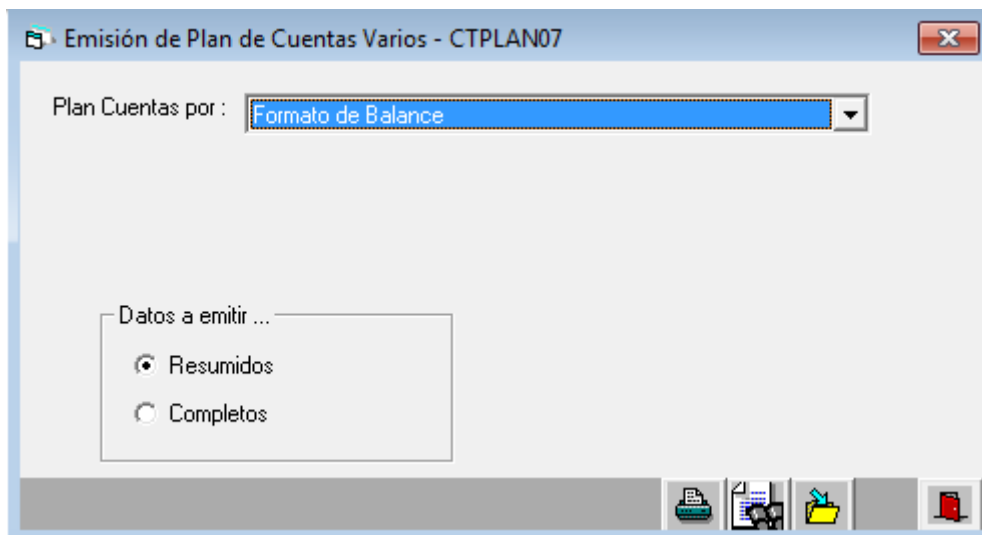 Emisión de Plan de Cuentas Varios - CTPLAN07
Plan Cuentas por : Formato de Balance
Datos a emitir ...
Resumidos
Completos